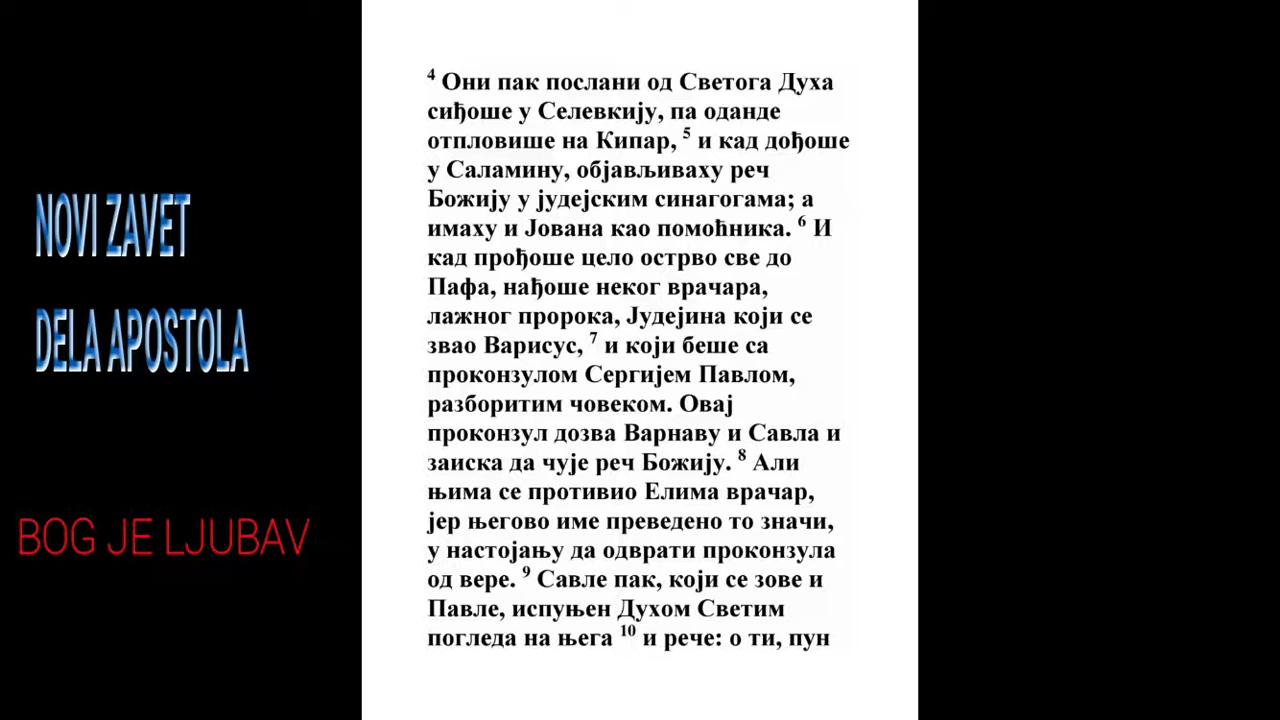 NOVI ZAVET
DELA APOSTOLA
BOG JE LJUBAV
4 Они пак послани од Светога Духа
сиђоше у Селевкију, па оданде
отпловише на Кипар, 5 и кад дођоше
у Саламину, објављиваху реч
Божију у јудејским синагогама; а
имаху и Јована као помоћника. 6 И
кад прођоше цело острво све до
Пафа, нађоше неког врачара,
лажног пророка, Јудејина који се
звао Варисус, 7 и који беше са
проконзулом Сергијем Павлом,
разборитим човеком. Овај
проконзул дозва Варнаву и Савла и
заиска да чује реч Божију. 8 Али
њима се противио Елима врачар,
јер његово име преведено то значи,
у настојању да одврати проконзула
од вере. 9 Савле пак, који се зове и
Павле, испуњен Духом Светим
погледа на њега 10 и рече: о ти, пун